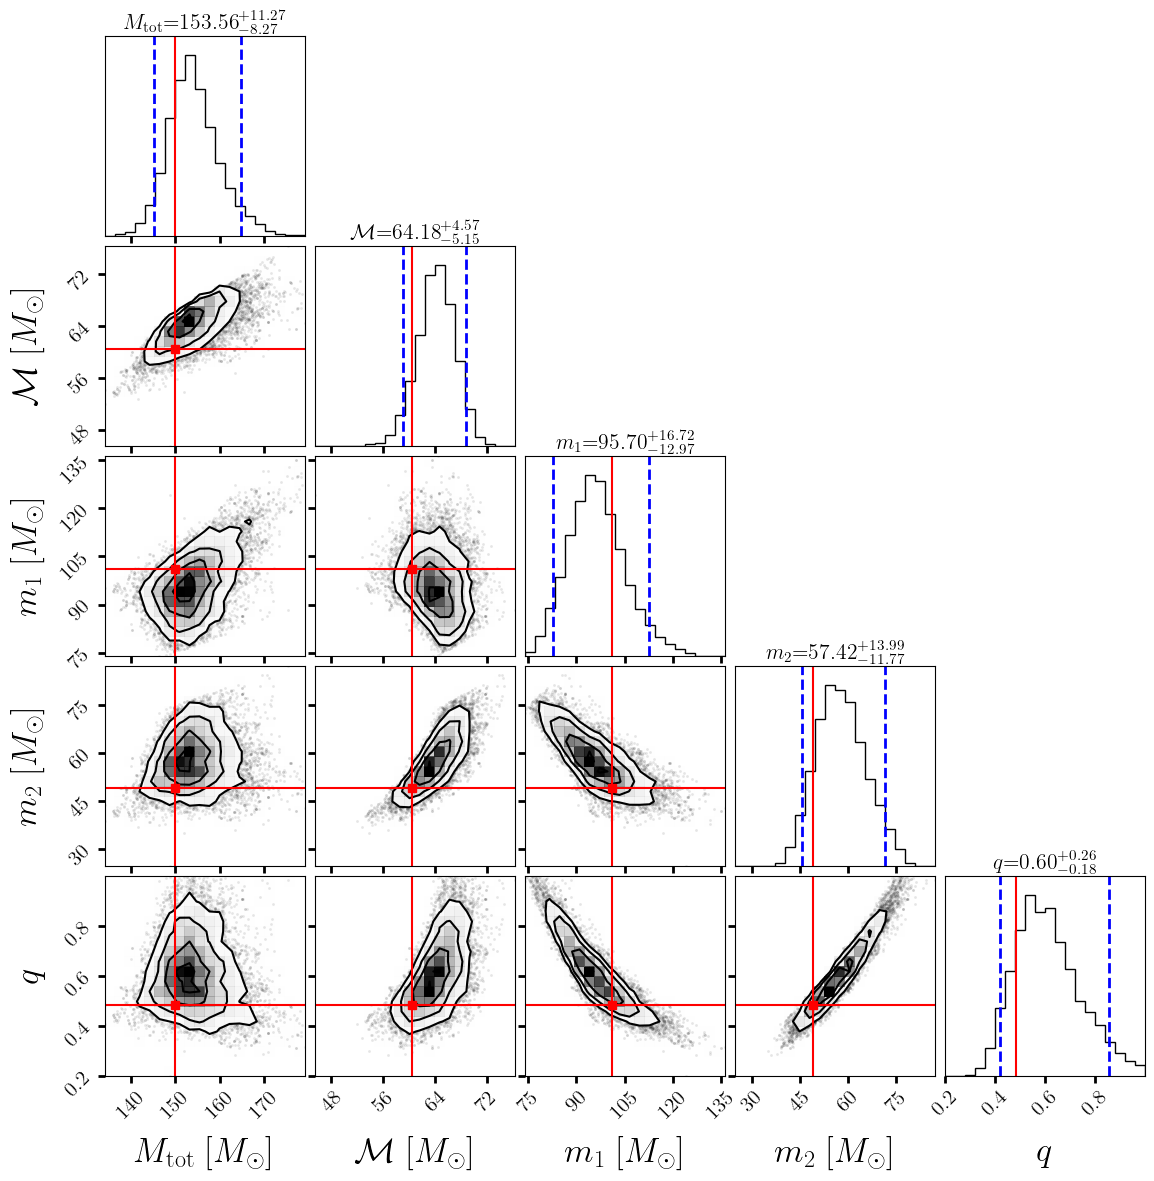 M_tot=153.56^{+11.27}_{-8.27}
ℳ=64.18^{+4.57}_{-5.15}
72
64
56
48
ℳ [M_⊙]
m_1=95.70^{+16.72}_{-12.97}
135
120
105
90
75
m_1 [M_⊙]
m_2=57.42^{+13.99}_{-11.77}
75
60
45
30
m_2 [M_⊙]
q=0.60^{+0.26}_{-0.18}
0.8
0.6
0.4
0.2
q
140 150 160 170
48 56 64 72
75 90 105 120 135
30 45 60 75
0.2 0.4 0.6 0.8
M_tot [M_⊙]
ℳ [M_⊙]
m_1 [M_⊙]
m_2 [M_⊙]
q